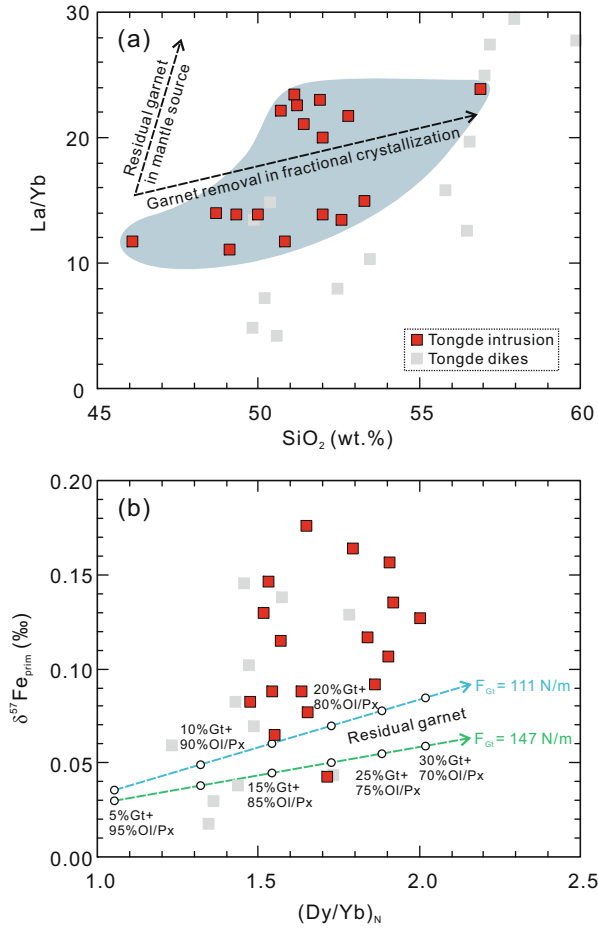 (a)
30
20
10
0
La/Yb
Residual garnet
in mantle source
Garnet removal in fractional crystallization
Tongde intrusion
Tongde dikes
45
50
55
60
SiO₂ (wt.%)
(b)
0.20
0.15
0.10
0.05
0.00
δ⁵⁷Fe_prim (‰)
20%Gt+
80%Ol/Px
10%Gt+
90%Ol/Px
F_Gt = 111 N/m
Residual garnet
F_Gt = 147 N/m
5%Gt+
95%Ol/Px
15%Gt+
85%Ol/Px
25%Gt+
75%Ol/Px
30%Gt+
70%Ol/Px
1.0
1.5
2.0
2.5
(Dy/Yb)_N